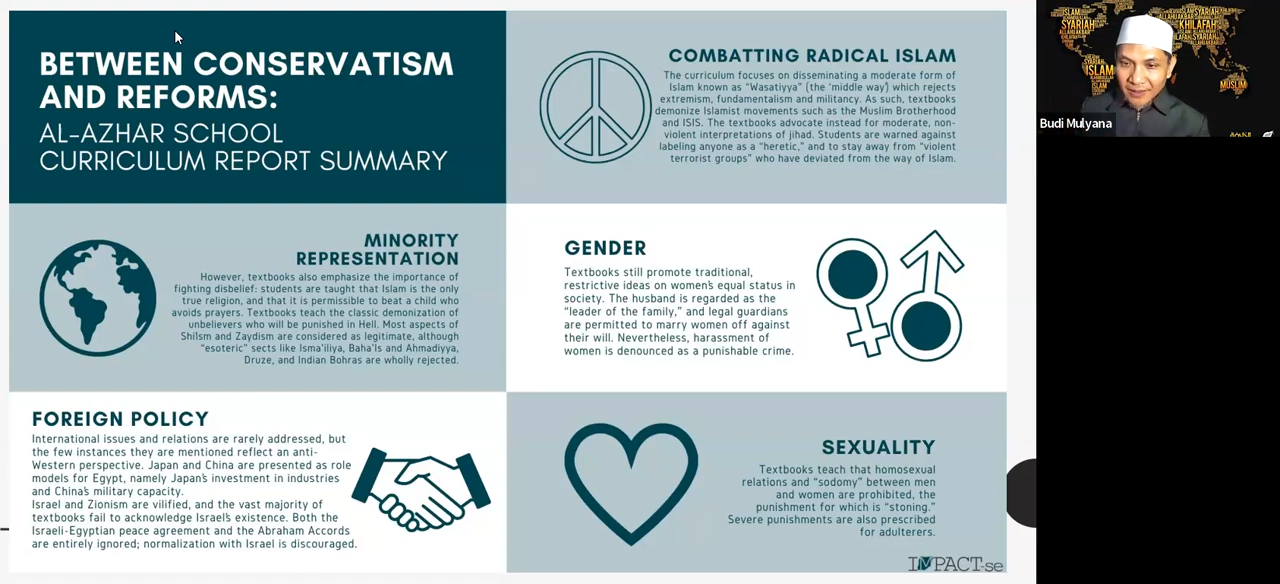 BETWEEN CONSERVATISM
AND REFORMS:
AL-AZHAR SCHOOL
CURRICULUM REPORT SUMMARY
COMBATTING RADICAL ISLAM
The curriculum focuses on disseminating a moderate form of
Islam known as “Wasatiyya” (the ‘middle way’) which rejects
extremism, fundamentalism and militancy. As such, textbooks
demonize Islamist movements such as the Muslim Brotherhood
and ISIS. The textbooks advocate instead for moderate, non-
violent interpretations of jihad. Students are warned against
labeling anyone as a “heretic,” and to stay away from “violent
terrorist groups” who have deviated from the way of Islam.
MINORITY
REPRESENTATION
However, textbooks also emphasize the importance of
fighting disbelief: students are taught that Islam is the only
true religion, and that it is permissible to beat a child who
avoids prayers. Textbooks teach the classic demonization of
unbelievers who will be punished in Hell. Most aspects of
Shiism and Zaydism are considered as legitimate, although
“esoteric” sects like Isma’iliya, Baha’is and Ahmadiyya,
Druze, and Indian Bohras are wholly rejected.
GENDER
Textbooks still promote traditional,
restrictive ideas on women’s equal status in
society. The husband is regarded as the
“leader of the family,” and legal guardians
are permitted to marry women off against
their will. Nevertheless, harassment of
women is denounced as a punishable crime.
FOREIGN POLICY
International issues and relations are rarely addressed, but
the few instances they are mentioned reflect an anti-
Western perspective. Japan and China are presented as role
models for Egypt, namely Japan’s investment in industries
and China’s military capacity.
Israel and Zionism are vilified, and the vast majority of
textbooks fail to acknowledge Israel’s existence. Both the
Israeli-Egyptian peace agreement and the Abraham Accords
are entirely ignored; normalization with Israel is discouraged.
SEXUALITY
Textbooks teach that homosexual
relations and “sodomy” between men
and women are prohibited, the
punishment for which is “stoning.”
Severe punishments are also prescribed
for adulterers.
IMPACT-se
ISLAM
SYARIAH
KHILAFAH
ISLAM
MUSLIM
Budi Mulyana